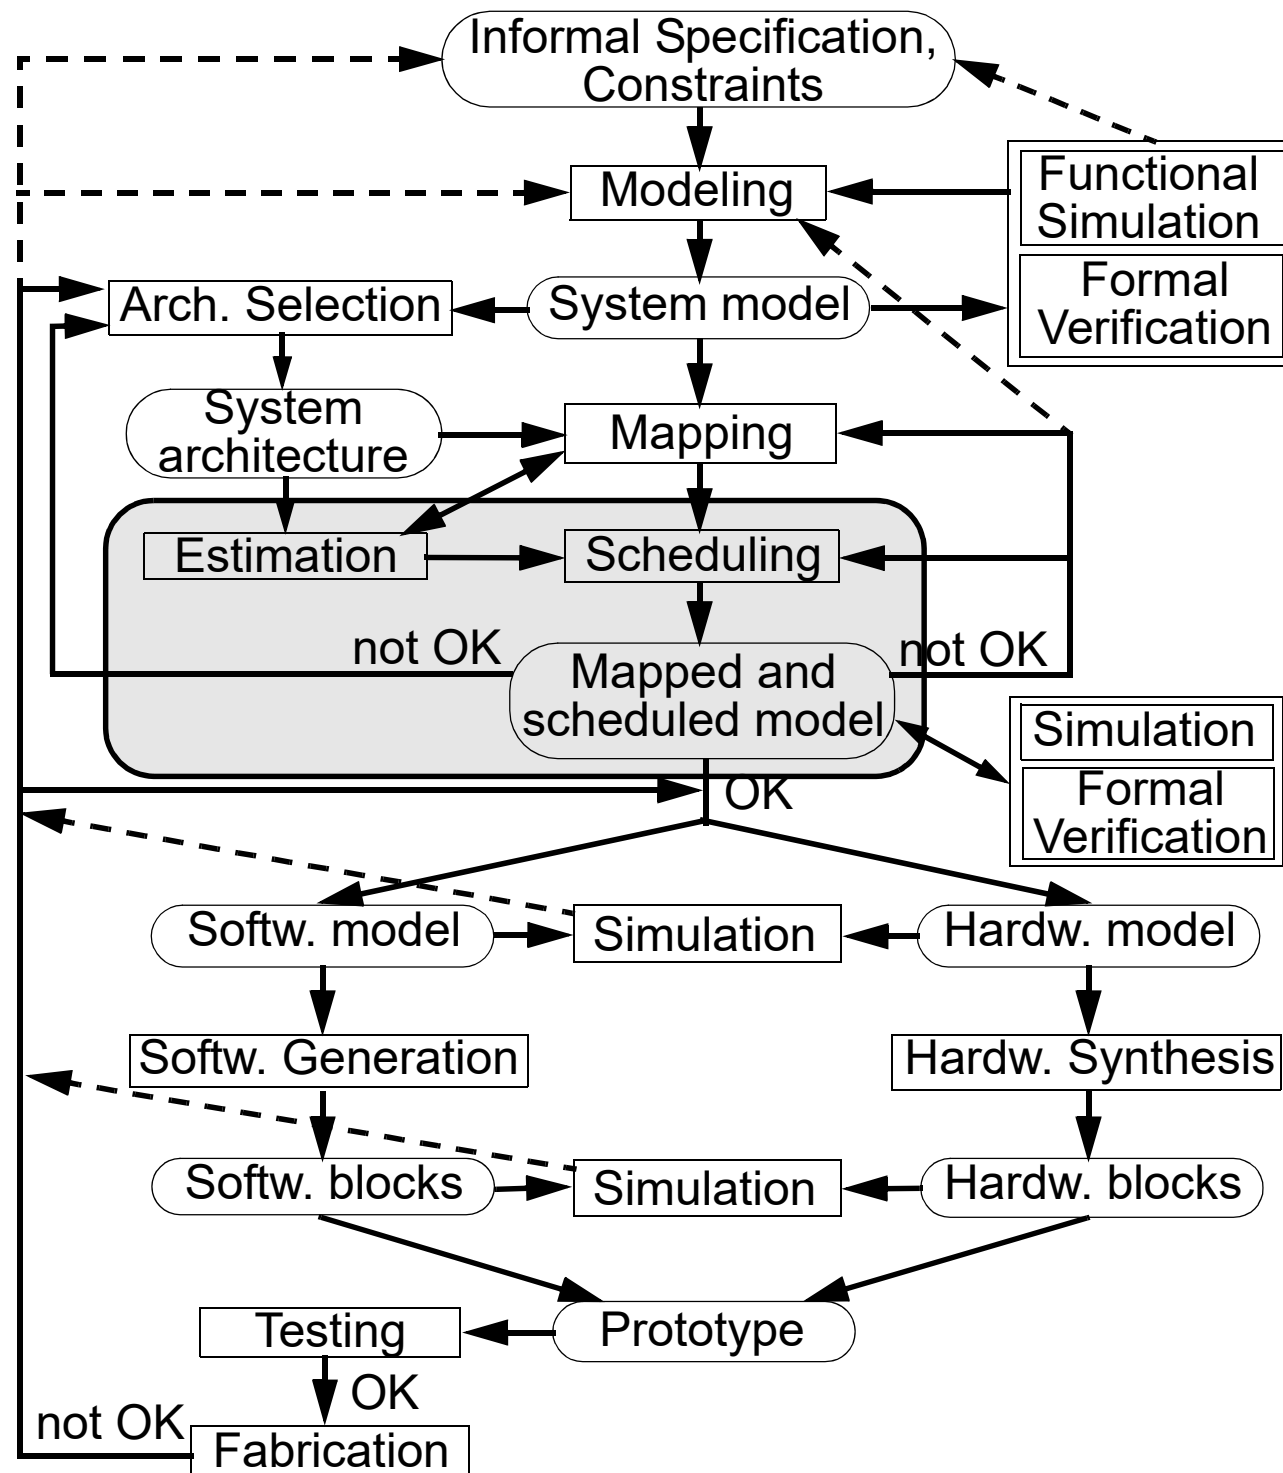 Informal Specification,
Constraints
Modeling
Functional
Simulation
Formal
Verification
Arch. Selection
System model
System
architecture
Mapping
Estimation
Scheduling
not OK
not OK
Mapped and
scheduled model
Simulation
Formal
Verification
OK
Softw. model
Simulation
Hardw. model
Softw. Generation
Hardw. Synthesis
Softw. blocks
Simulation
Hardw. blocks
Testing
Prototype
OK
not OK
Fabrication